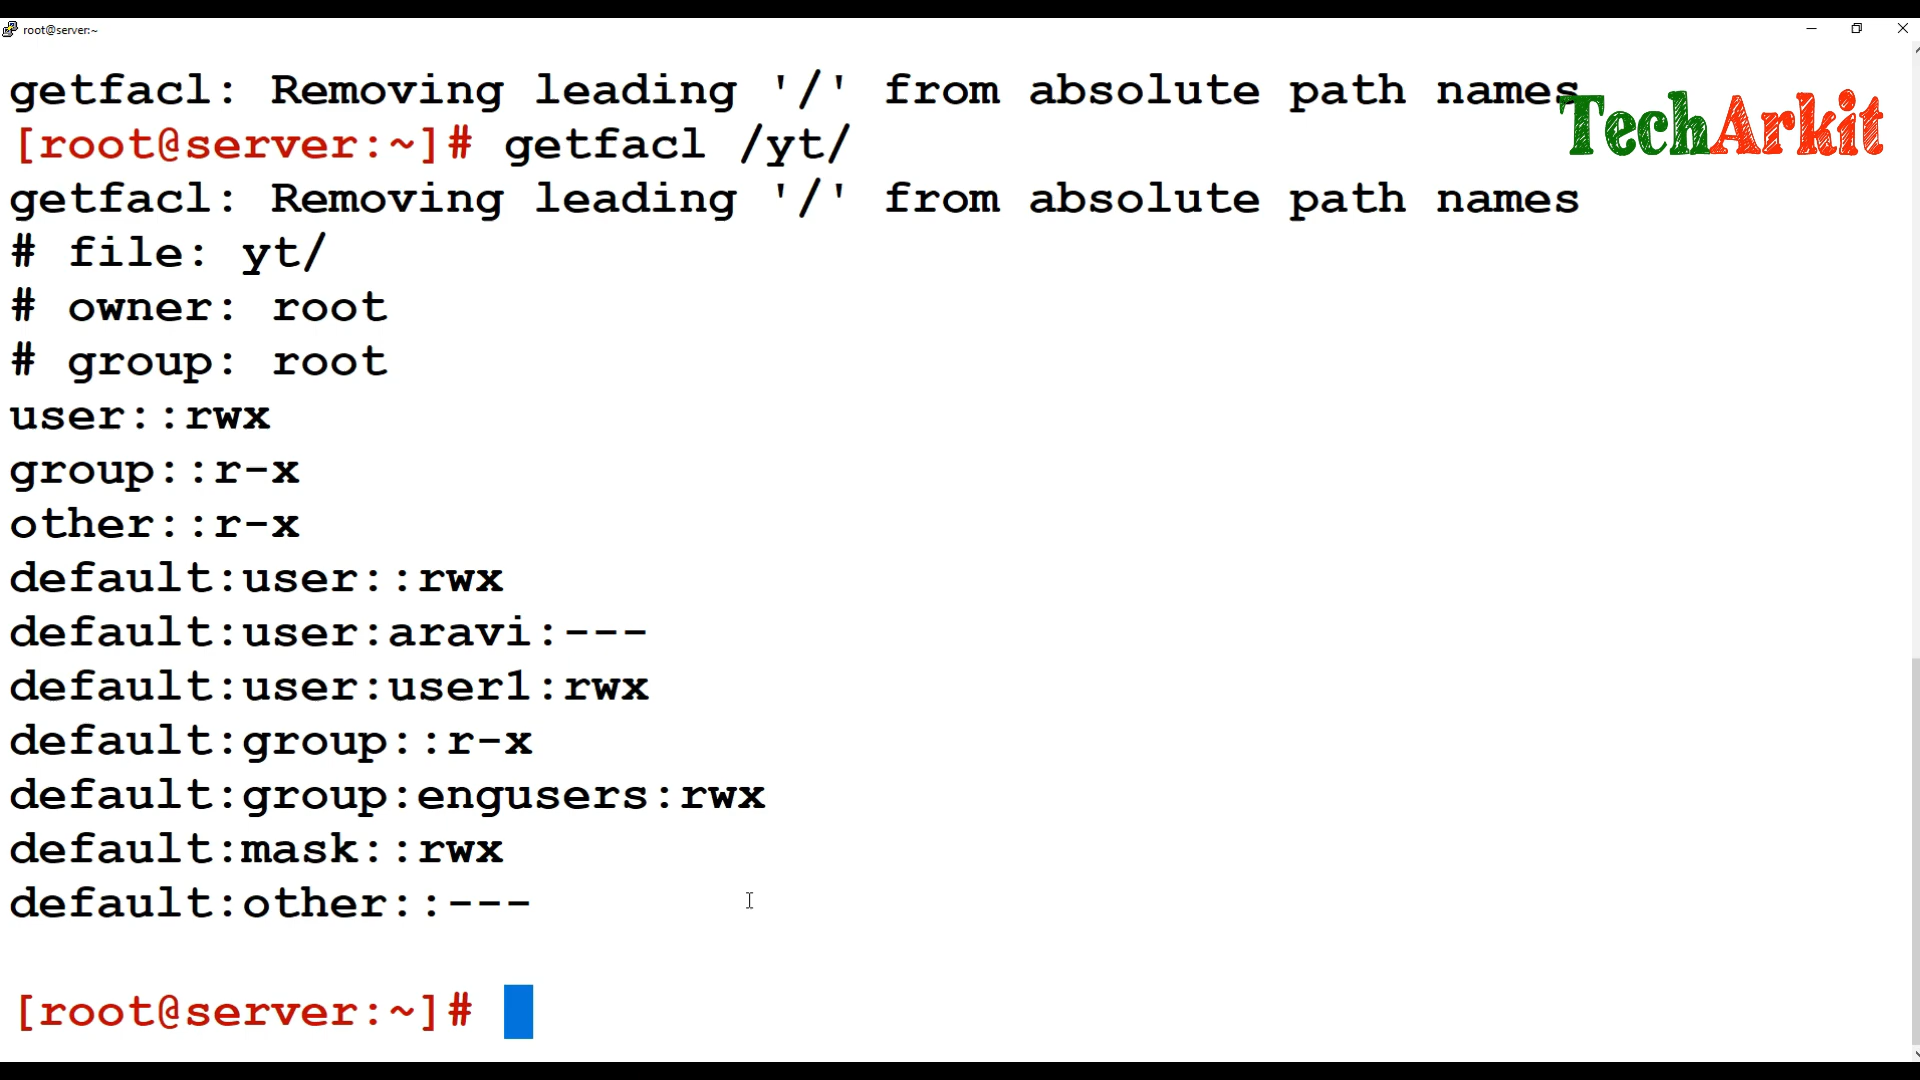 root@server:~
getfacl: Removing leading '/' from absolute path names
TechArkit
[root@server:~]# getfacl /yt/
getfacl: Removing leading '/' from absolute path names
# file: yt/
# owner: root
# group: root
user::rwx
group::r-x
other::r-x
default:user::rwx
default:user:aravi:---
default:user:user1:rwx
default:group::r-x
default:group:engusers:rwx
default:mask::rwx
default:other::---
[root@server:~]#